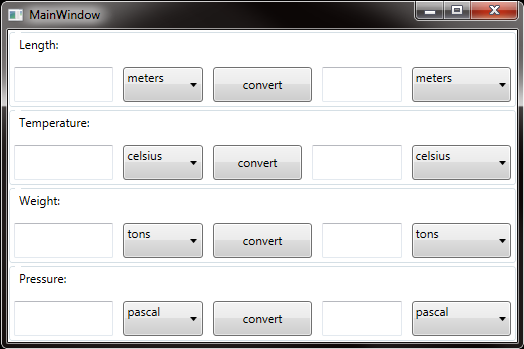 MainWindow
Length:
meters convert meters
Temperature:
celsius convert celsius
Weight:
tons convert tons
Pressure:
pascal convert pascal